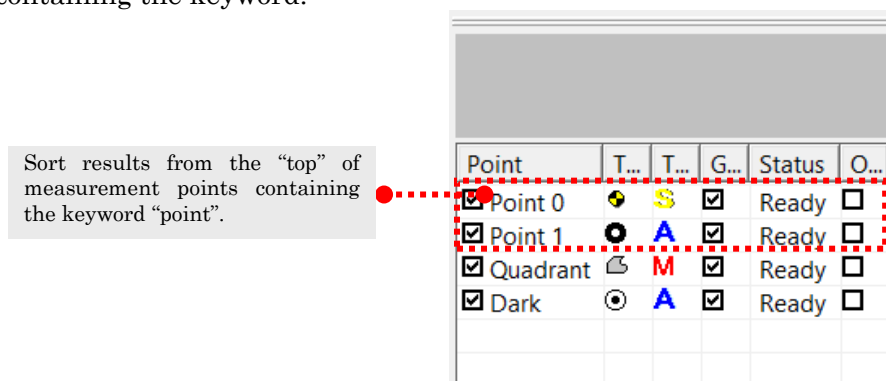 containing the keyword.
Sort results from the “top” of
measurement points containing
the keyword “point”.
Point T... T... G... Status O...
Point 0 S Ready
Point 1 A Ready
Quadrant M Ready
Dark A Ready